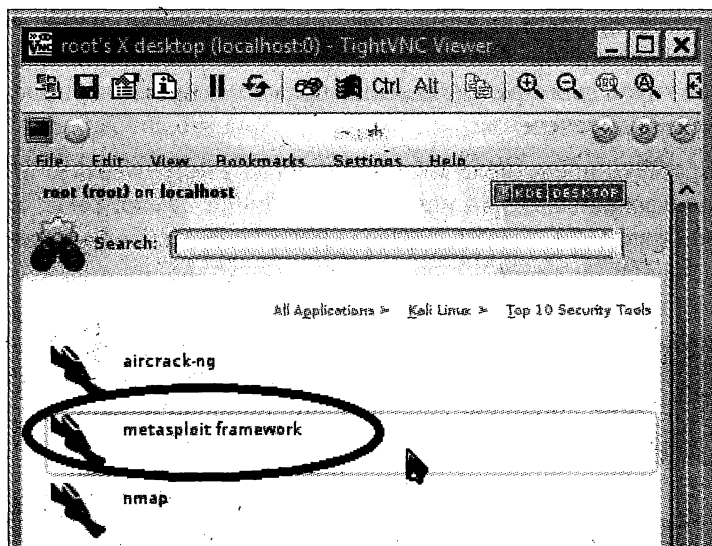 root's X desktop (localhost:0) - TightVNC Viewer
Ctrl Alt
~ : sh
File Edit View Bookmarks Settings Help
root (root) on localhost
KDE DESKTOP
Search:
All Applications > Kali Linux > Top 10 Security Tools
aircrack-ng
metasploit framework
nmap